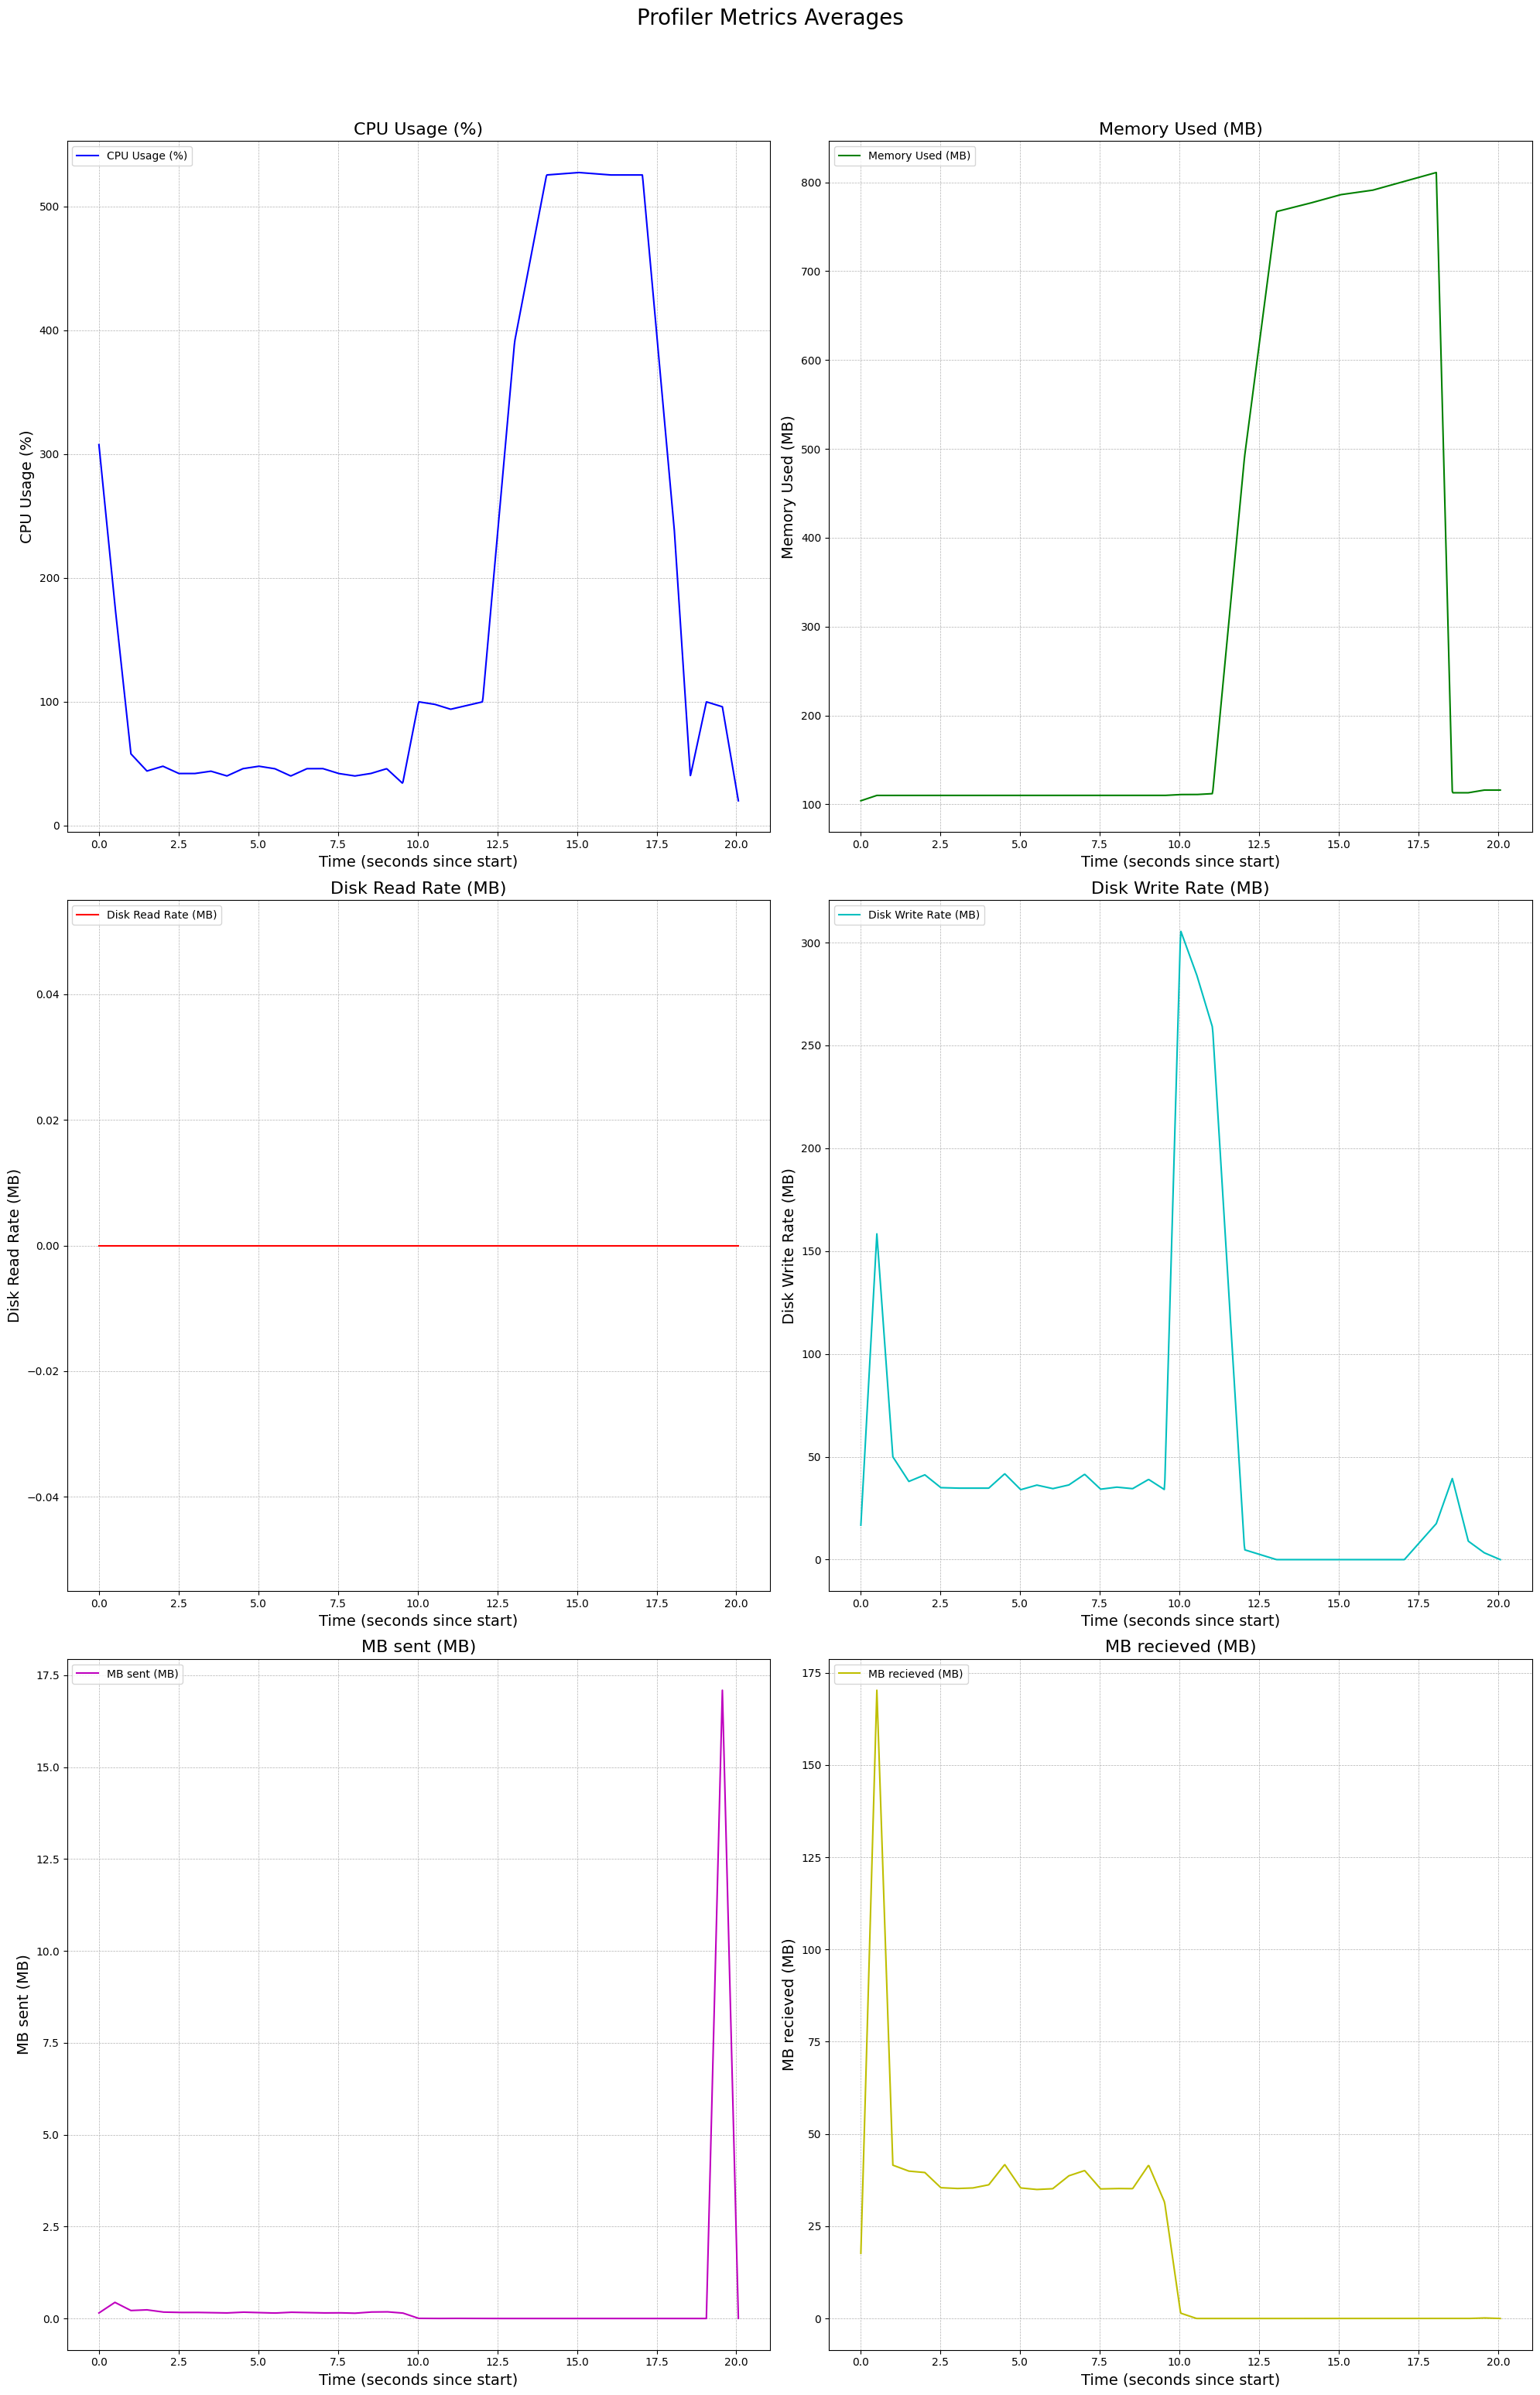 Profiler Metrics Averages
CPU Usage (%)
CPU Usage (%)
CPU Usage (%)
500
400
300
200
100
0
0.0 2.5 5.0 7.5 10.0 12.5 15.0 17.5 20.0
Time (seconds since start)
Memory Used (MB)
Memory Used (MB)
Memory Used (MB)
800
700
600
500
400
300
200
100
0.0 2.5 5.0 7.5 10.0 12.5 15.0 17.5 20.0
Time (seconds since start)
Disk Read Rate (MB)
Disk Read Rate (MB)
Disk Read Rate (MB)
0.04
0.02
0.00
−0.02
−0.04
0.0 2.5 5.0 7.5 10.0 12.5 15.0 17.5 20.0
Time (seconds since start)
Disk Write Rate (MB)
Disk Write Rate (MB)
Disk Write Rate (MB)
300
250
200
150
100
50
0
0.0 2.5 5.0 7.5 10.0 12.5 15.0 17.5 20.0
Time (seconds since start)
MB sent (MB)
MB sent (MB)
MB sent (MB)
17.5
15.0
12.5
10.0
7.5
5.0
2.5
0.0
0.0 2.5 5.0 7.5 10.0 12.5 15.0 17.5 20.0
Time (seconds since start)
MB recieved (MB)
MB recieved (MB)
MB recieved (MB)
175
150
125
100
75
50
25
0
0.0 2.5 5.0 7.5 10.0 12.5 15.0 17.5 20.0
Time (seconds since start)